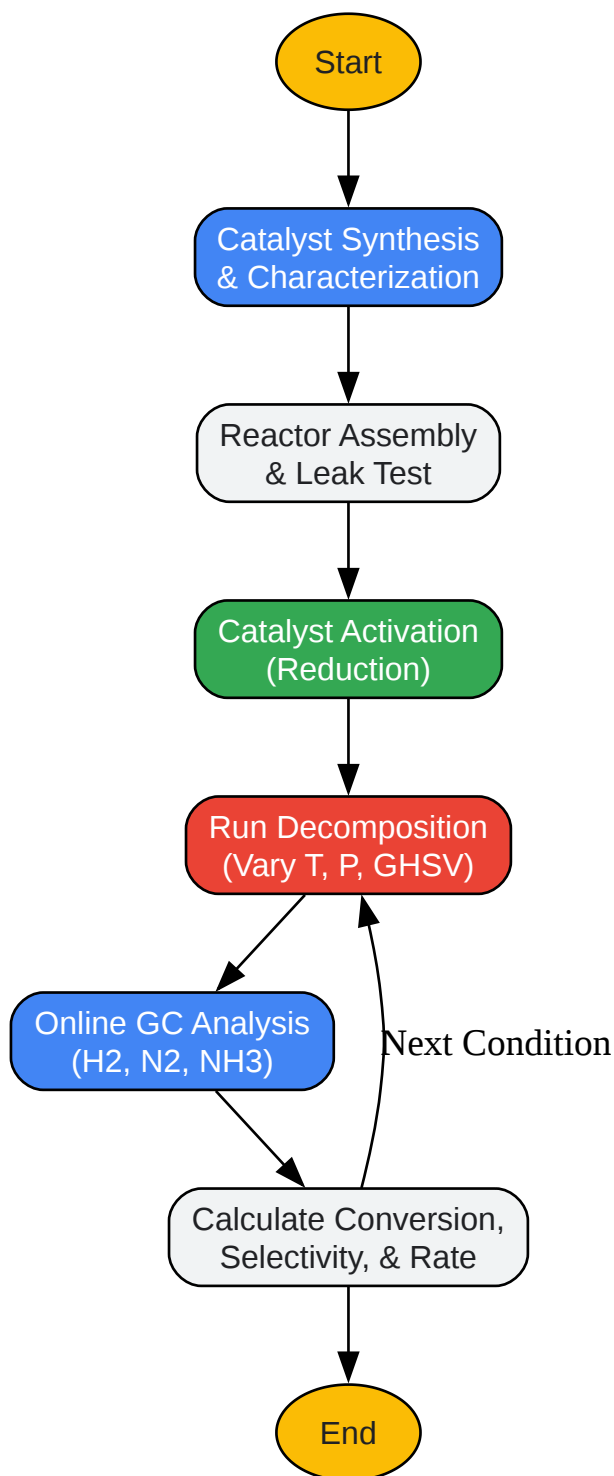 Start
Catalyst Synthesis
& Characterization
Reactor Assembly
& Leak Test
Catalyst Activation
(Reduction)
Run Decomposition
(Vary T, P, GHSV)
Online GC Analysis
(H2, N2, NH3)
Next Condition
Calculate Conversion,
Selectivity, & Rate
End